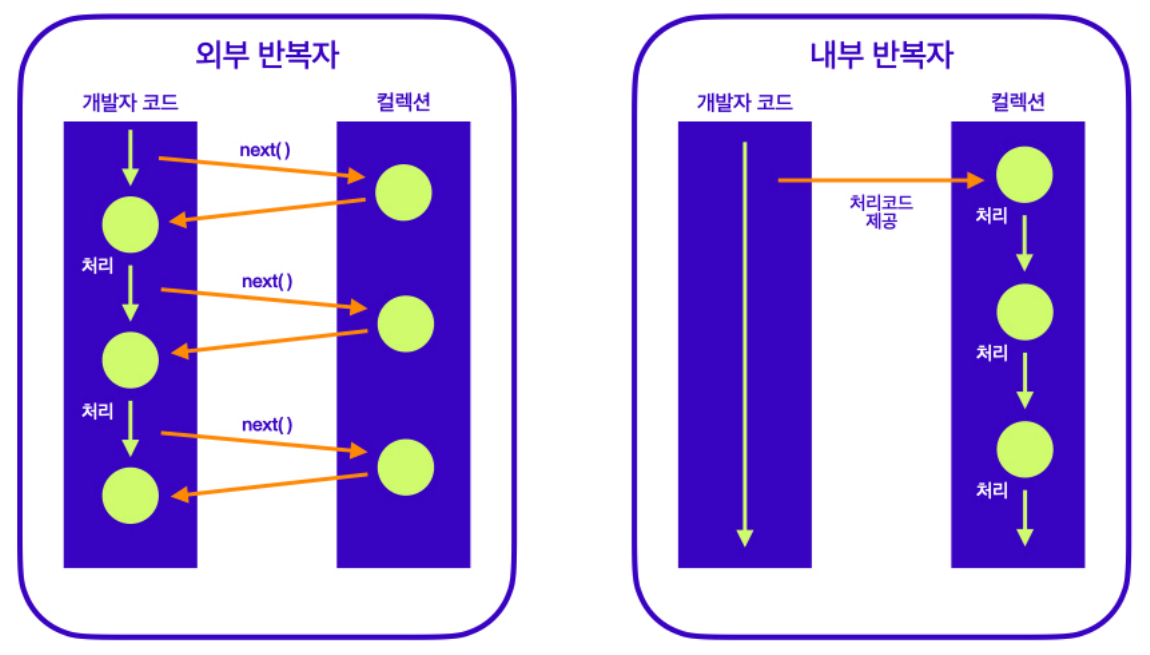 외부 반복자
개발자 코드
컬렉션
next( )
처리
next( )
처리
next( )
내부 반복자
개발자 코드
컬렉션
처리코드
제공
처리
처리
처리